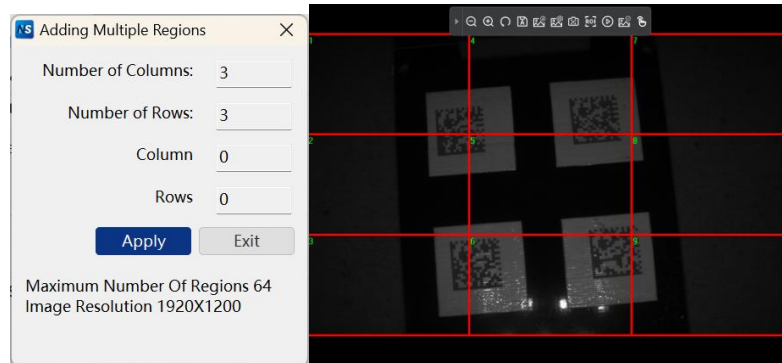 NS Adding Multiple Regions
Number of Columns: 3
Number of Rows: 3
Column 0
Rows 0
Apply Exit
Maximum Number Of Regions 64
Image Resolution 1920X1200
1 4 7
2 5 8
3 6 9